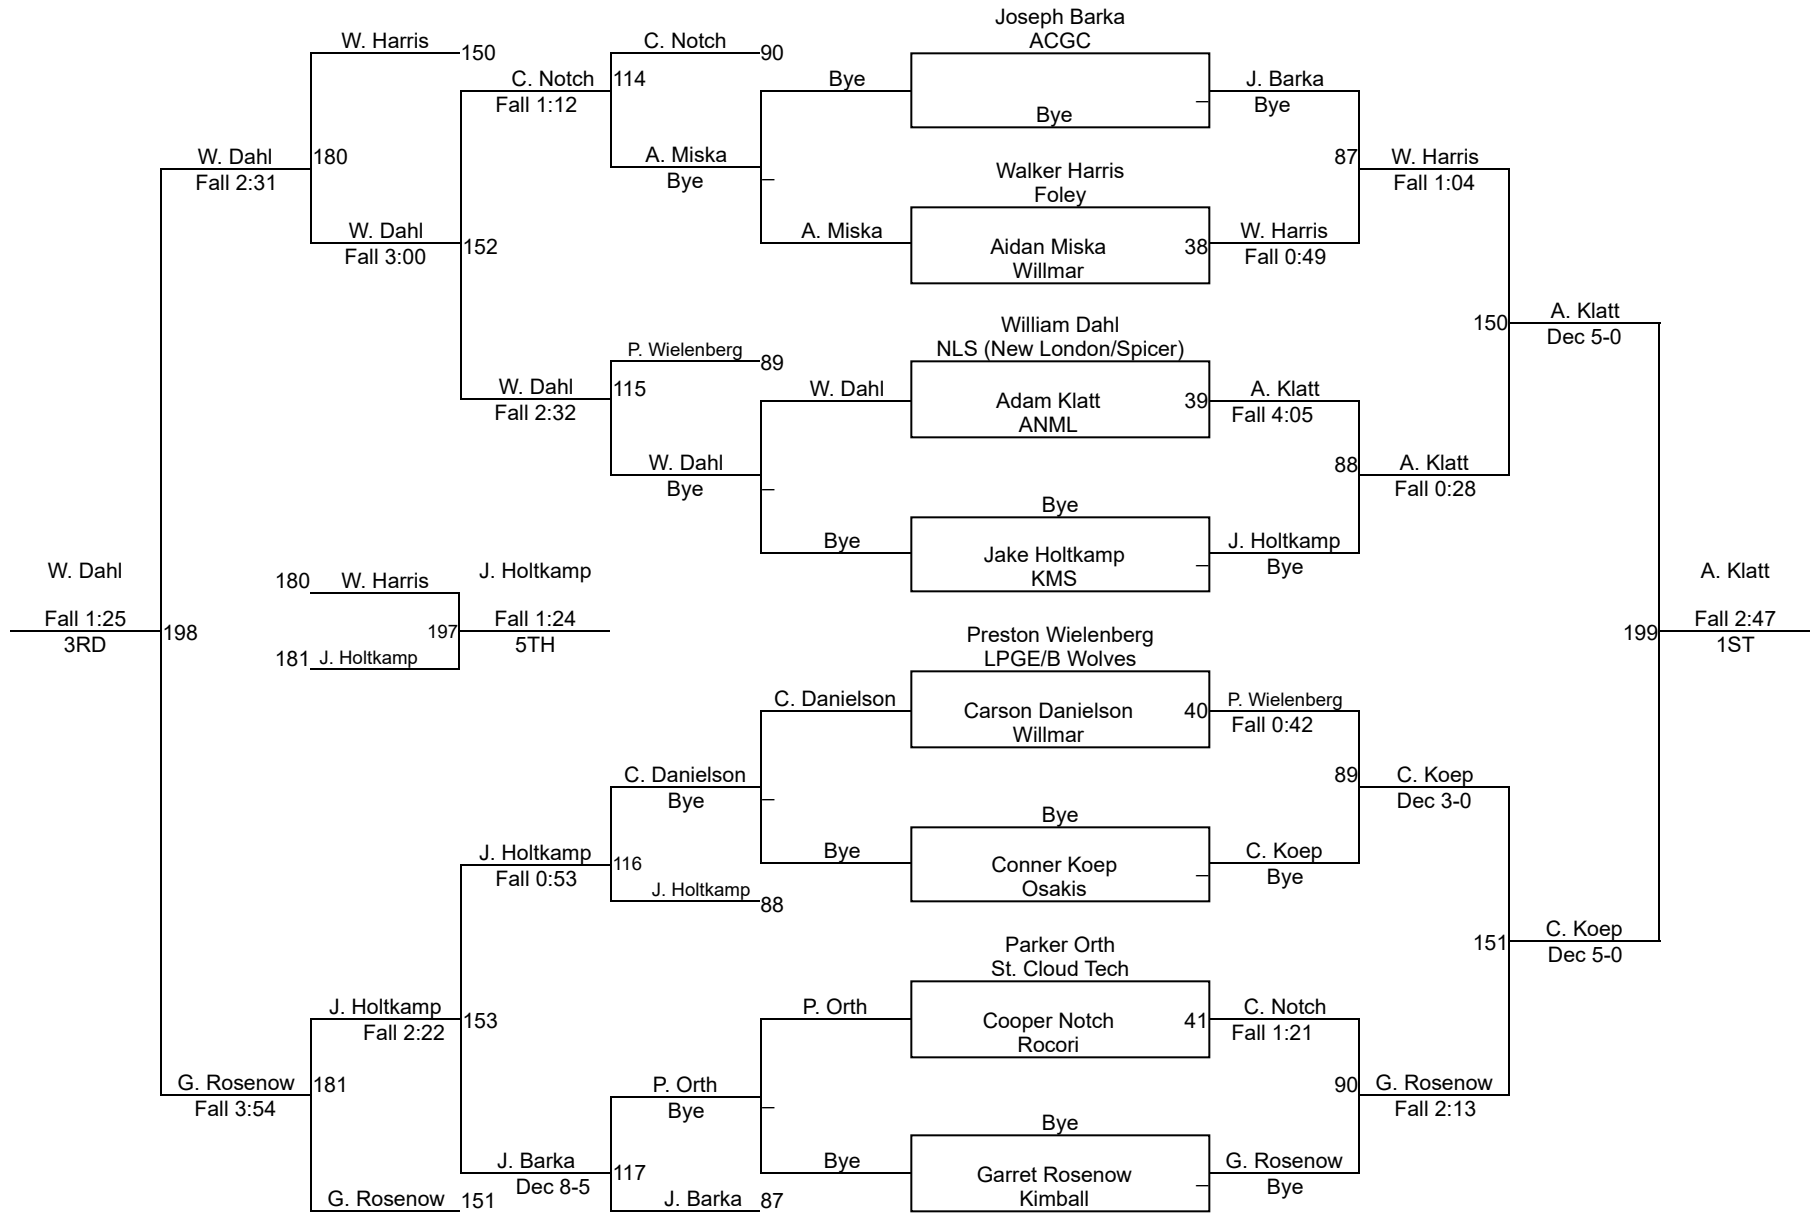 Joseph Barka
ACGC
W. Harris
150
C. Notch
90
C. Notch
114
Fall 1:12
Bye
Bye
J. Barka
Bye
W. Dahl
180
Fall 2:31
A. Miska
Bye
Walker Harris
Foley
87
W. Harris
Fall 1:04
W. Dahl
152
Fall 3:00
A. Miska
Aidan Miska
Willmar
38
W. Harris
Fall 0:49
William Dahl
NLS (New London/Spicer)
150
A. Klatt
Dec 5-0
P. Wielenberg
89
W. Dahl
115
Fall 2:32
W. Dahl
Adam Klatt
ANML
39
A. Klatt
Fall 4:05
W. Dahl
Bye
88
A. Klatt
Fall 0:28
Bye
Bye
Jake Holtkamp
KMS
J. Holtkamp
Bye
W. Dahl
Fall 1:25
3RD
198
180
W. Harris
J. Holtkamp
197
Fall 1:24
5TH
181
J. Holtkamp
A. Klatt
199
Fall 2:47
1ST
Preston Wielenberg
LPGE/B Wolves
C. Danielson
Carson Danielson
Willmar
40
P. Wielenberg
Fall 0:42
C. Danielson
Bye
89
C. Koep
Dec 3-0
Bye
J. Holtkamp
116
Fall 0:53
Bye
Conner Koep
Osakis
C. Koep
Bye
J. Holtkamp
88
Parker Orth
St. Cloud Tech
151
C. Koep
Dec 5-0
J. Holtkamp
153
Fall 2:22
P. Orth
Cooper Notch
Rocori
41
C. Notch
Fall 1:21
G. Rosenow
181
Fall 3:54
P. Orth
Bye
90
G. Rosenow
Fall 2:13
Bye
J. Barka
117
Dec 8-5
Bye
Garret Rosenow
Kimball
G. Rosenow
Bye
G. Rosenow
151
J. Barka
87